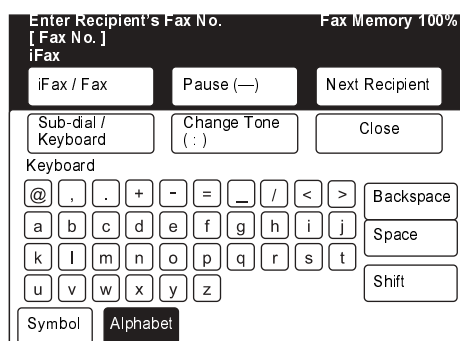 Enter Recipient's Fax No. Fax Memory 100%
[ Fax No. ]
iFax
iFax / Fax Pause (—) Next Recipient
Sub-dial / Keyboard Change Tone ( : ) Close
Keyboard
@ , . + - = _ / < > Backspace
a b c d e f g h i j Space
k l m n o p q r s t
u v w x y z Shift
Symbol Alphabet